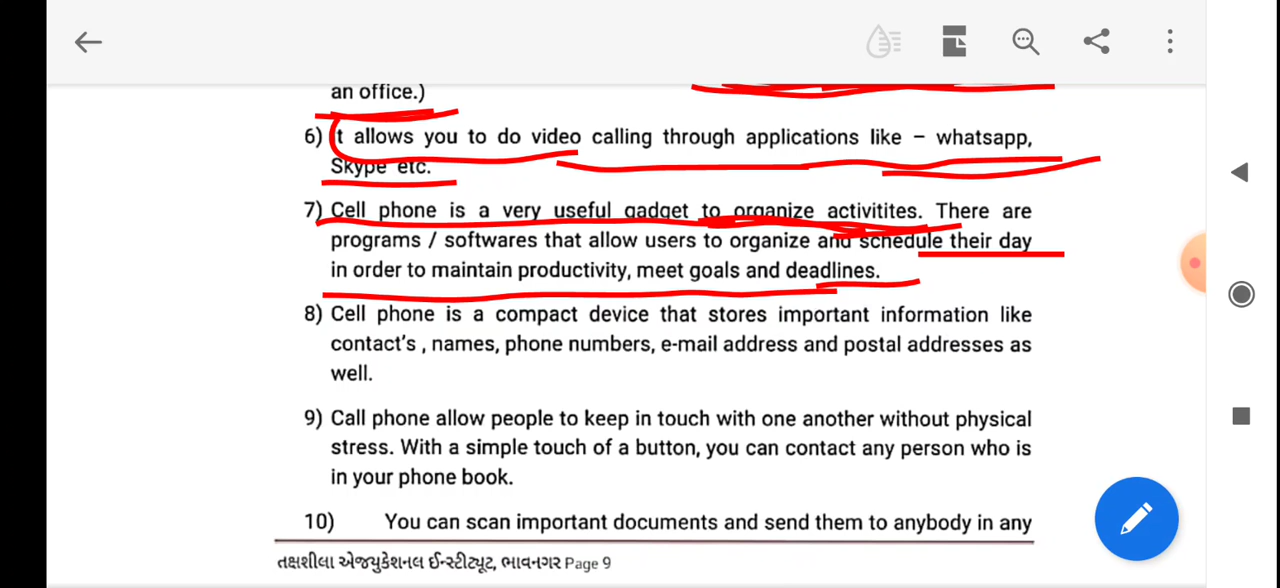 an office.)
6) It allows you to do video calling through applications like – whatsapp,
Skype etc.
7) Cell phone is a very useful gadget to organize activitites. There are
programs / softwares that allow users to organize and schedule their day
in order to maintain productivity, meet goals and deadlines.
8) Cell phone is a compact device that stores important information like
contact's , names, phone numbers, e-mail address and postal addresses as
well.
9) Call phone allow people to keep in touch with one another without physical
stress. With a simple touch of a button, you can contact any person who is
in your phone book.
10) You can scan important documents and send them to anybody in any
તક્ષશીલા એજ્યુકેશનલ ઈન્સ્ટીટ્યૂટ, ભાવનગર Page 9